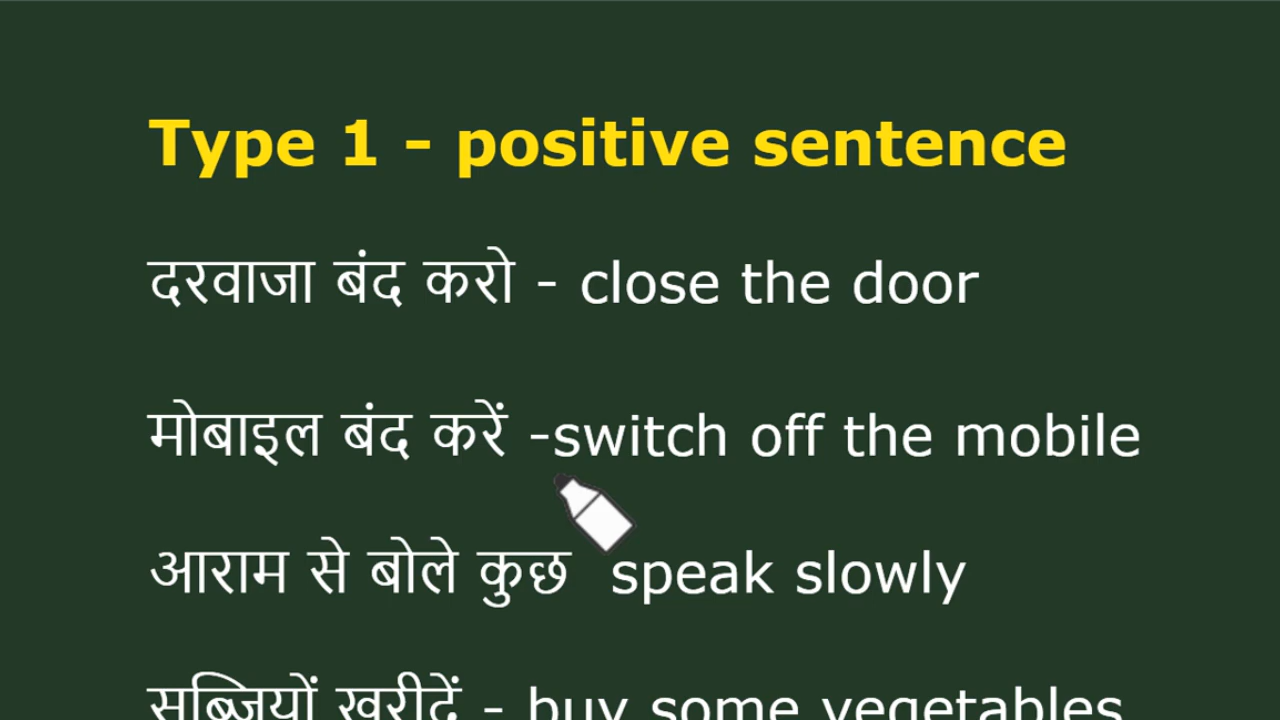 Type 1 - positive sentence
दरवाजा बंद करो - close the door
मोबाइल बंद करें -switch off the mobile
आराम से बोले कुछ speak slowly
सब्जियों खरीदें - buy some vegetables